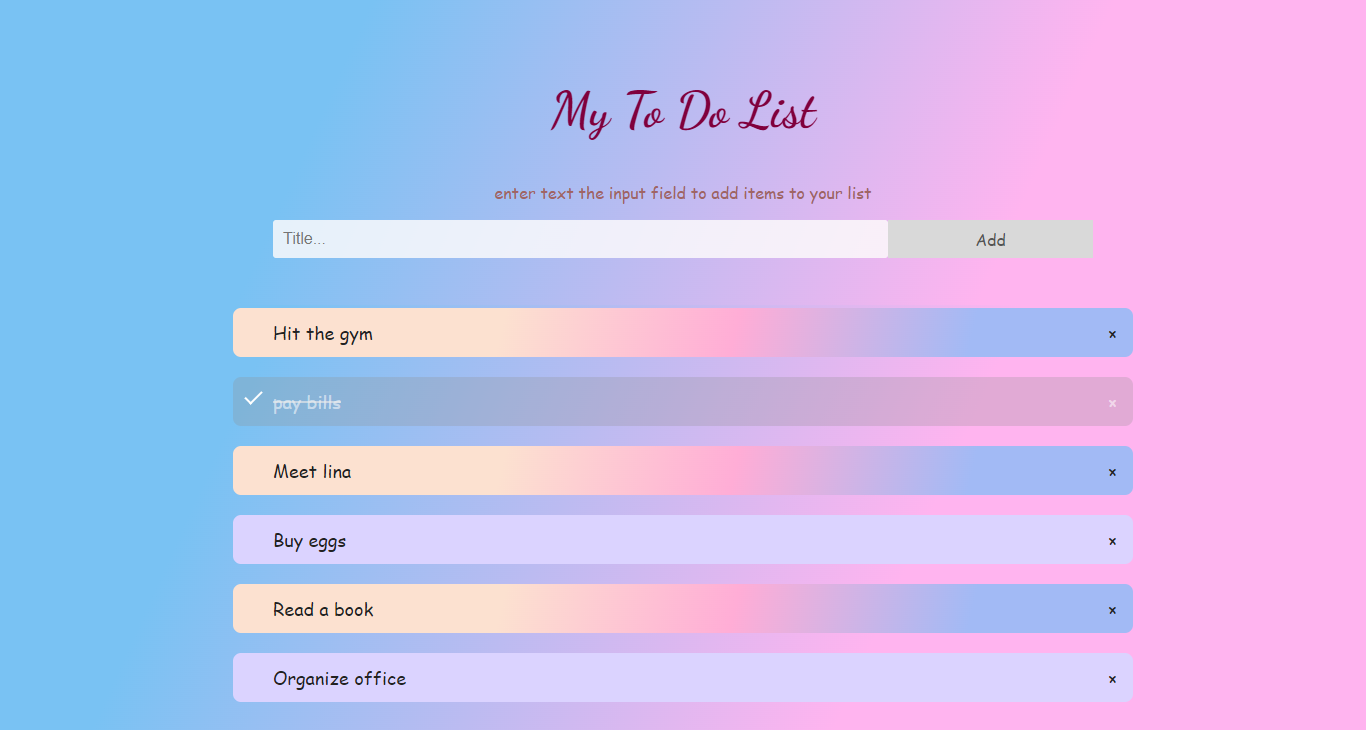 My To Do List
enter text the input field to add items to your list
Title... Add
Hit the gym ×
pay bills ×
Meet lina ×
Buy eggs ×
Read a book ×
Organize office ×